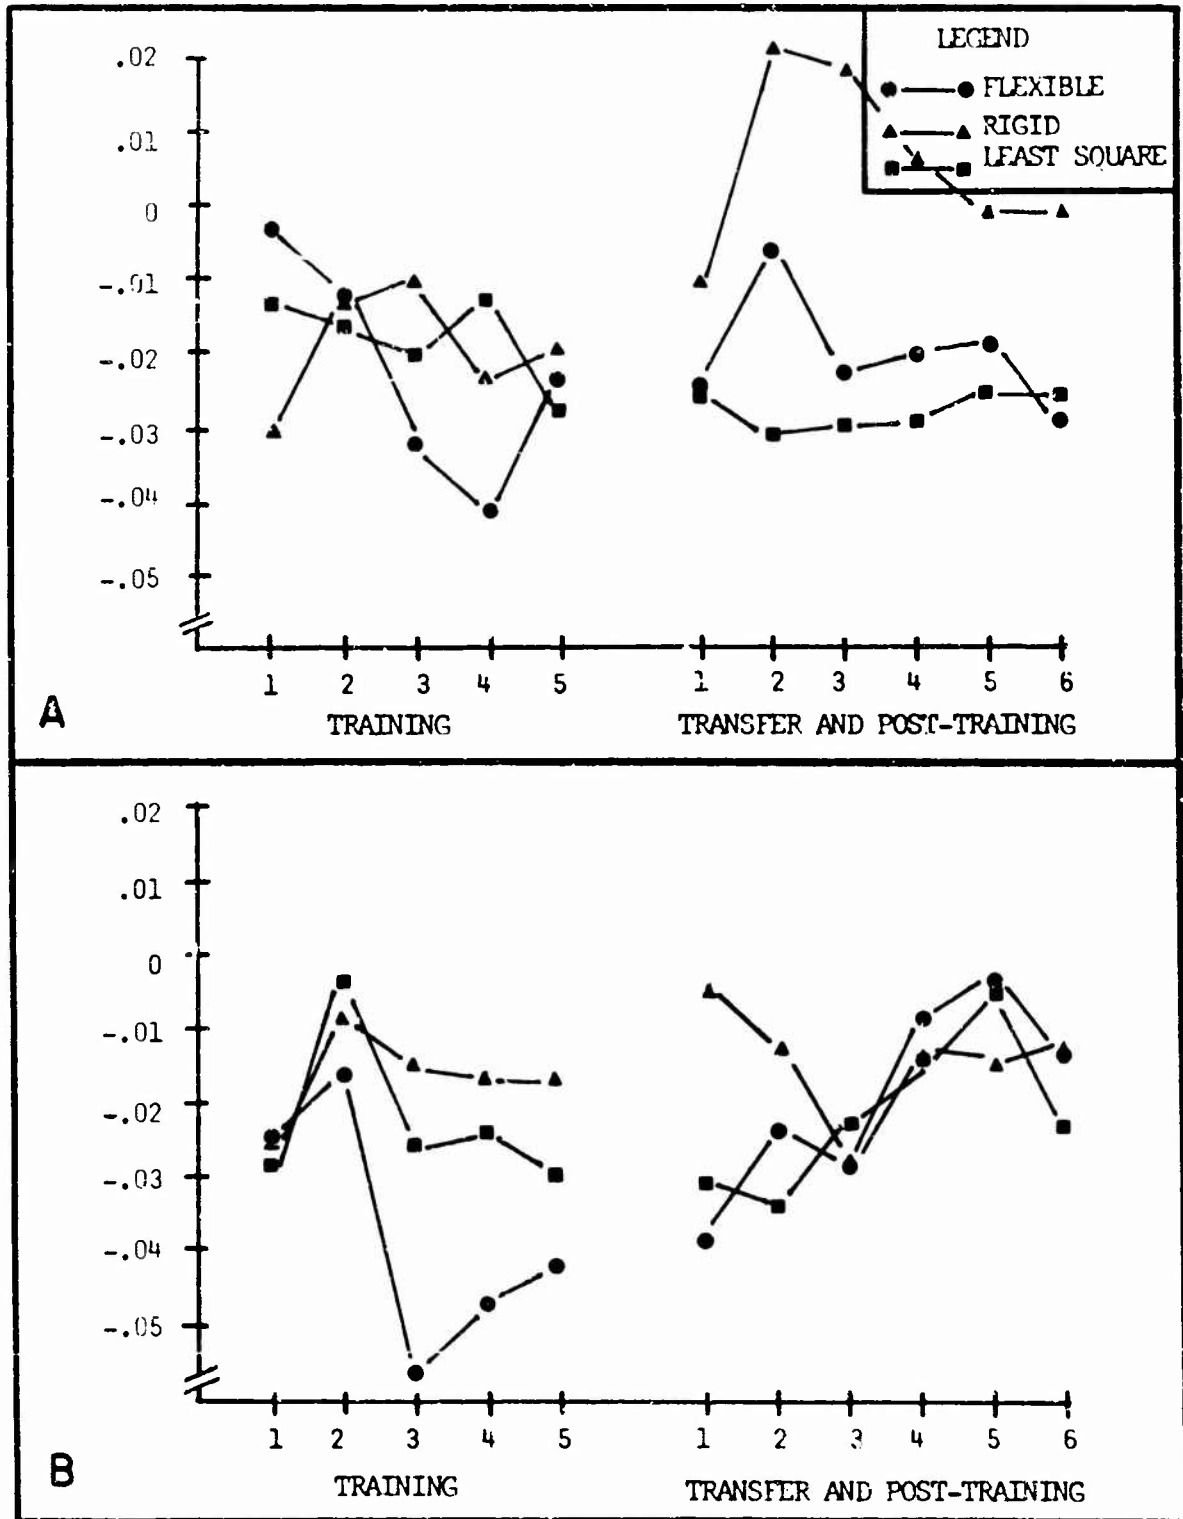 LEGEND
FLEXIBLE
RIGID
LEAST SQUARE
.02
.01
0
-.01
-.02
-.03
-.04
-.05
1 2 3 4 5
1 2 3 4 5 6
A
TRAINING
TRANSFER AND POST-TRAINING
.02
.01
0
-.01
-.02
-.03
-.04
-.05
1 2 3 4 5
1 2 3 4 5 6
B
TRAINING
TRANSFER AND POST-TRAINING